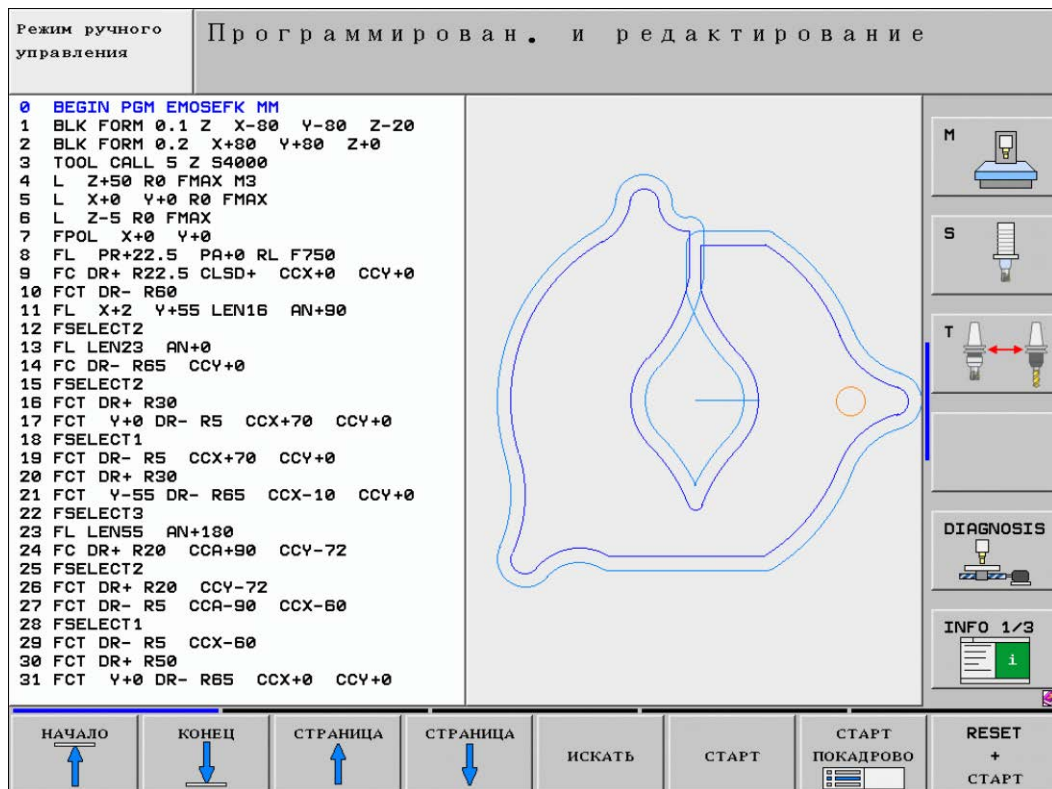 Режим ручного
управления
Программирован. и редактирование
0 BEGIN PGM EMOSEFK MM
1 BLK FORM 0.1 Z X-80 Y-80 Z-20
2 BLK FORM 0.2 X+80 Y+80 Z+0
3 TOOL CALL 5 Z S4000
4 L Z+50 R0 FMAX M3
5 L X+0 Y+0 R0 FMAX
6 L Z-5 R0 FMAX
7 FPOL X+0 Y+0
8 FL PR+22.5 PA+0 RL F750
9 FC DR+ R22.5 CLSD+ CCX+0 CCY+0
10 FCT DR- R60
11 FL X+2 Y+55 LEN16 AN+90
12 FSELECT2
13 FL LEN23 AN+0
14 FC DR- R65 CCY+0
15 FSELECT2
16 FCT DR+ R30
17 FCT Y+0 DR- R5 CCX+70 CCY+0
18 FSELECT1
19 FCT DR- R5 CCX+70 CCY+0
20 FCT DR+ R30
21 FCT Y-55 DR- R65 CCX-10 CCY+0
22 FSELECT3
23 FL LEN55 AN+180
24 FC DR+ R20 CCA+90 CCY-72
25 FSELECT2
26 FCT DR+ R20 CCY-72
27 FCT DR- R5 CCA-90 CCX-60
28 FSELECT1
29 FCT DR- R5 CCX-60
30 FCT DR+ R50
31 FCT Y+0 DR- R65 CCX+0 CCY+0
M
S
T
DIAGNOSIS
INFO 1/3
i
НАЧАЛО
КОНЕЦ
СТРАНИЦА
СТРАНИЦА
ИСКАТЬ
СТАРТ
СТАРТ
ПОКАДРОВО
RESET
+
СТАРТ